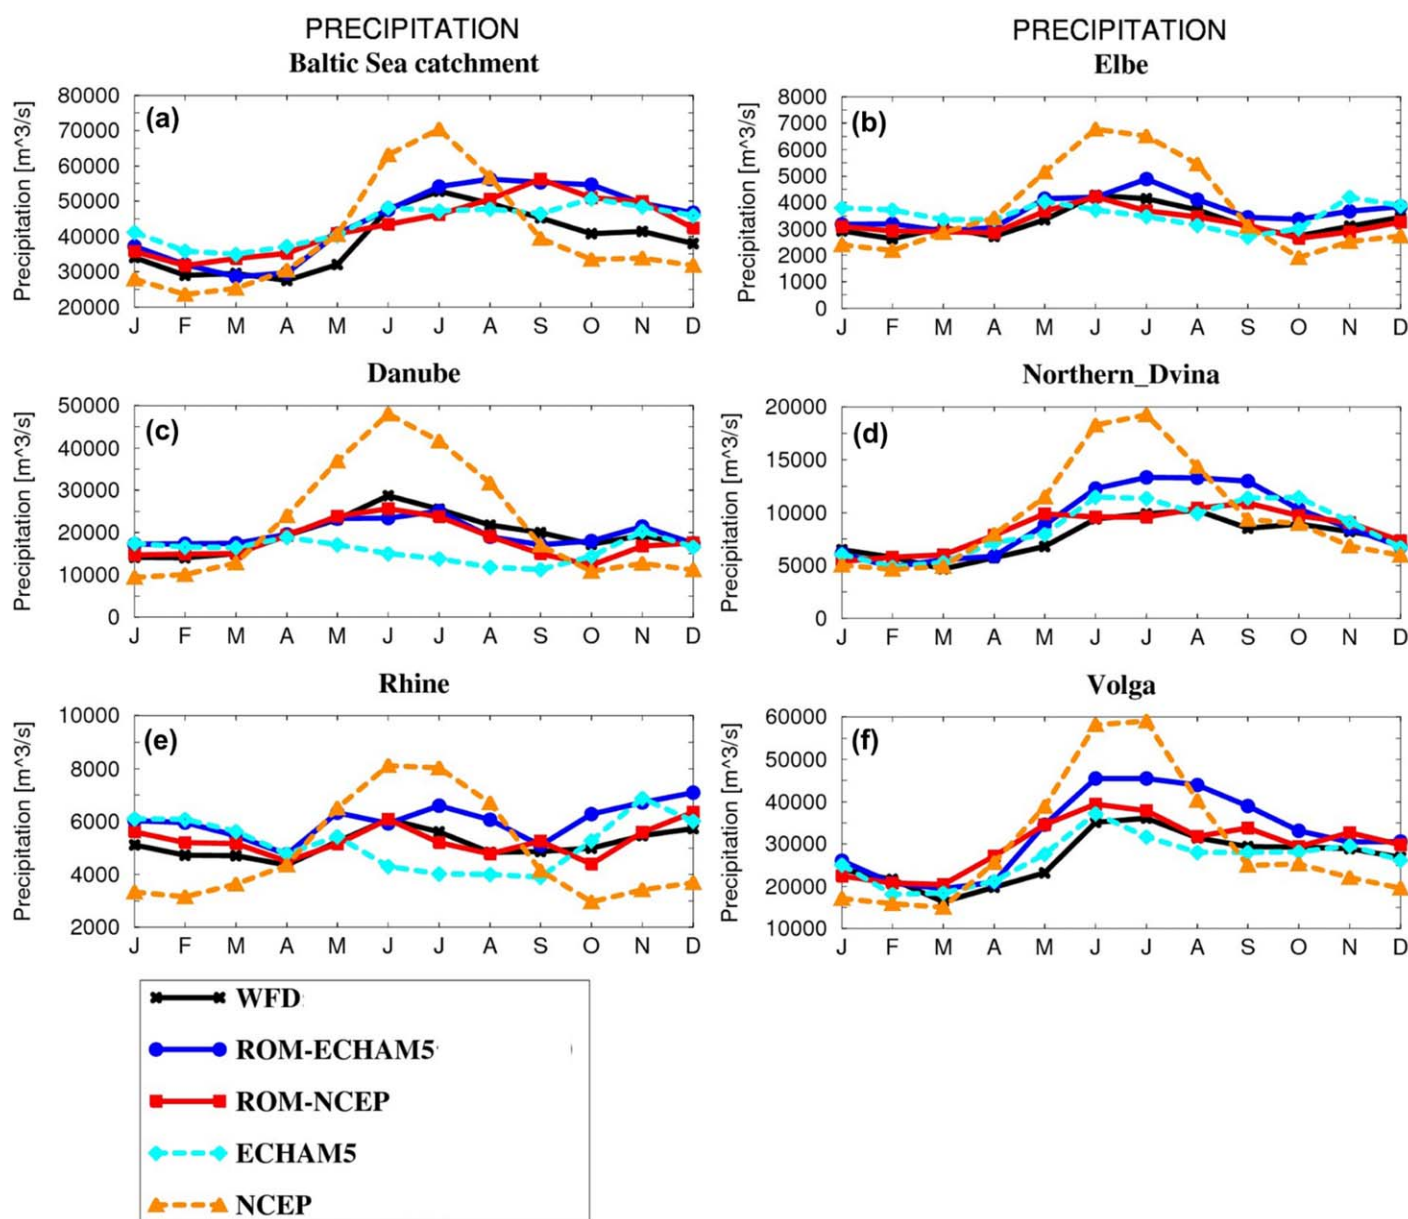 PRECIPITATION
Baltic Sea catchment
Precipitation [m^3/s]
(a)
80000
70000
60000
50000
40000
30000
20000
J F M A M J J A S O N D
PRECIPITATION
Elbe
Precipitation [m^3/s]
(b)
8000
7000
6000
5000
4000
3000
2000
1000
0
J F M A M J J A S O N D
Danube
Precipitation [m^3/s]
(c)
50000
40000
30000
20000
10000
0
J F M A M J J A S O N D
Northern_Dvina
Precipitation [m^3/s]
(d)
20000
15000
10000
5000
0
J F M A M J J A S O N D
Rhine
Precipitation [m^3/s]
(e)
10000
8000
6000
4000
2000
J F M A M J J A S O N D
Volga
Precipitation [m^3/s]
(f)
60000
50000
40000
30000
20000
10000
J F M A M J J A S O N D
WFD
ROM-ECHAM5
ROM-NCEP
ECHAM5
NCEP